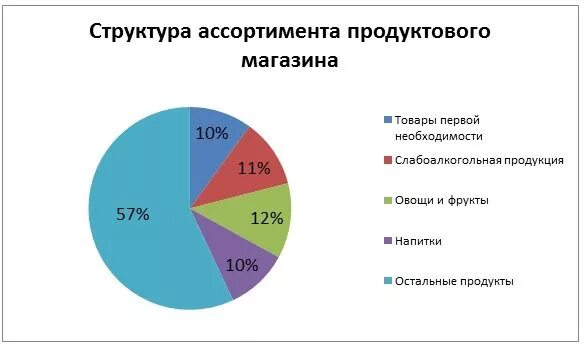 Структура ассортимента продуктового
магазина
10%
11%
12%
10%
57%
Товары первой
необходимости
Слабоалкогольная продукция
Овощи и фрукты
Напитки
Остальные продукты